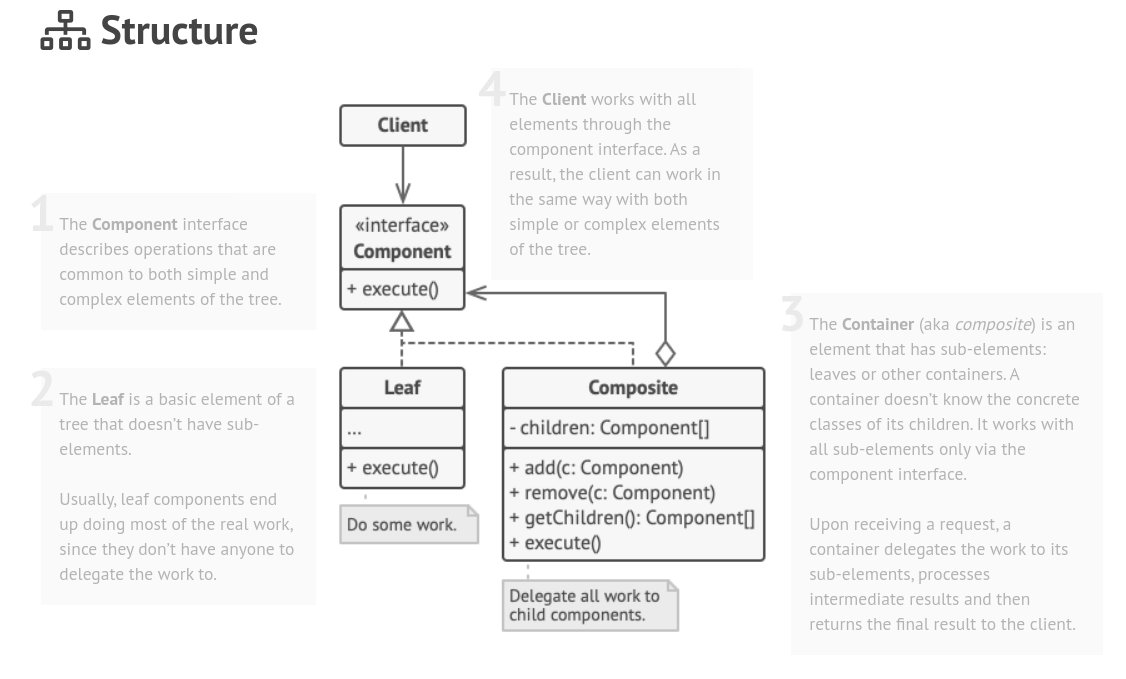 Structure
4
The Client works with all
elements through the
component interface. As a
result, the client can work in
the same way with both
simple or complex elements
of the tree.
Client
1
The Component interface
describes operations that are
common to both simple and
complex elements of the tree.
«interface»
Component
+ execute()
3
The Container (aka composite) is an
element that has sub-elements:
leaves or other containers. A
container doesn’t know the concrete
classes of its children. It works with
all sub-elements only via the
component interface.
Upon receiving a request, a
container delegates the work to its
sub-elements, processes
intermediate results and then
returns the final result to the client.
2
The Leaf is a basic element of a
tree that doesn’t have sub-
elements.
Usually, leaf components end
up doing most of the real work,
since they don’t have anyone to
delegate the work to.
Leaf
...
+ execute()
Do some work.
Composite
- children: Component[]
+ add(c: Component)
+ remove(c: Component)
+ getChildren(): Component[]
+ execute()
Delegate all work to
child components.